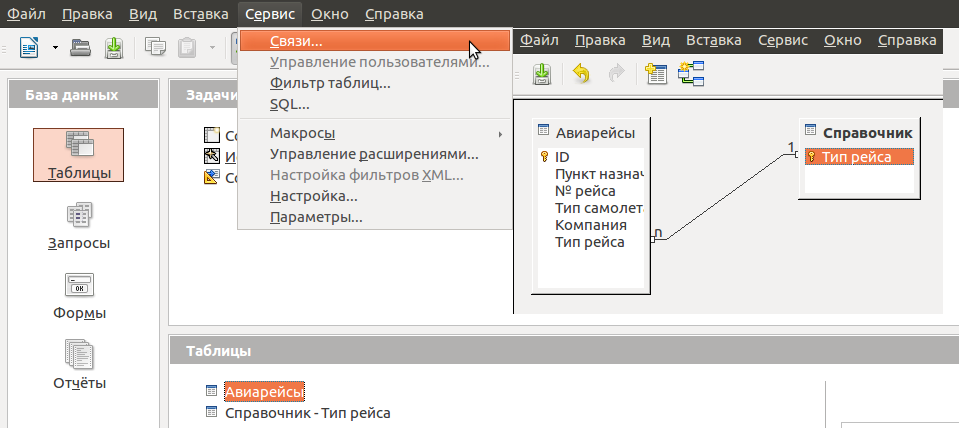 Файл Правка Вид Вставка Сервис Окно Справка
База данных
Таблицы
Запросы
Формы
Отчёты
Задачи
Со
И
Со
Связи...
Управление пользователями...
Фильтр таблиц...
SQL...
Макросы
Управление расширениями...
Настройка фильтров XML...
Настройка...
Параметры...
Файл Правка Вид Вставка Сервис Окно Справка
Авиарейсы
ID
Пункт назнач
№ рейса
Тип самолет
Компания
Тип рейса
n
1
Справочник
Тип рейса
Таблицы
Авиарейсы
Справочник - Тип рейса